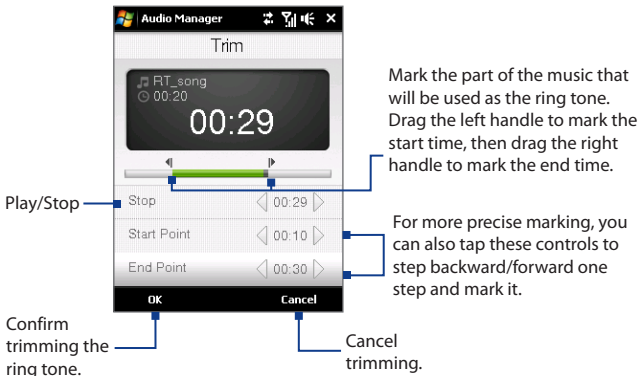 Audio Manager
Trim
RT_song
00:20
00:29
Mark the part of the music that
will be used as the ring tone.
Drag the left handle to mark the
start time, then drag the right
handle to mark the end time.
Play/Stop
Stop
00:29
Start Point
00:10
End Point
00:30
For more precise marking, you
can also tap these controls to
step backward/forward one
step and mark it.
OK
Cancel
Confirm
trimming the
ring tone.
Cancel
trimming.